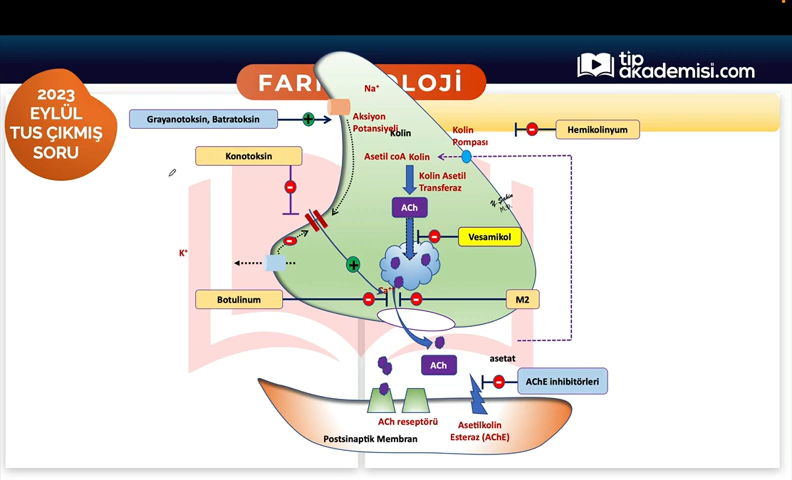 tıp
akademisi.com
FAR
LOJİ
2023
EYLÜL
TUS ÇIKMIŞ
SORU
Na⁺
Grayanotoksin, Batratoksin
Aksiyon
Potansiyeli
Kolin
Kolin
Pompası
Hemikolinyum
Konotoksin
Asetil coA Kolin
Kolin Asetil
Transferaz
ACh
Vesamikol
K⁺
Ca⁺
Botulinum
M2
ACh
asetat
AChE inhibitörleri
ACh reseptörü
Asetilkolin
Esteraz (AChE)
Postsinaptik Membran